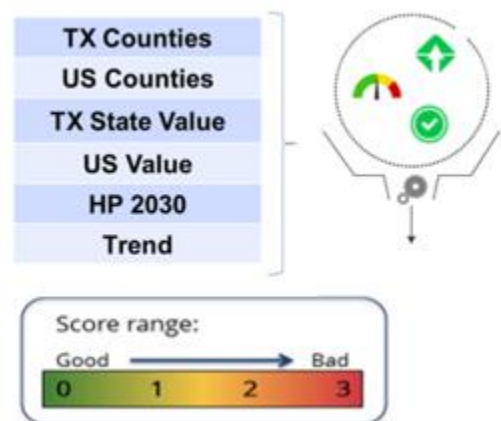 TX Counties
US Counties
TX State Value
US Value
HP 2030
Trend
Score range:
Good Bad
0 1 2 3